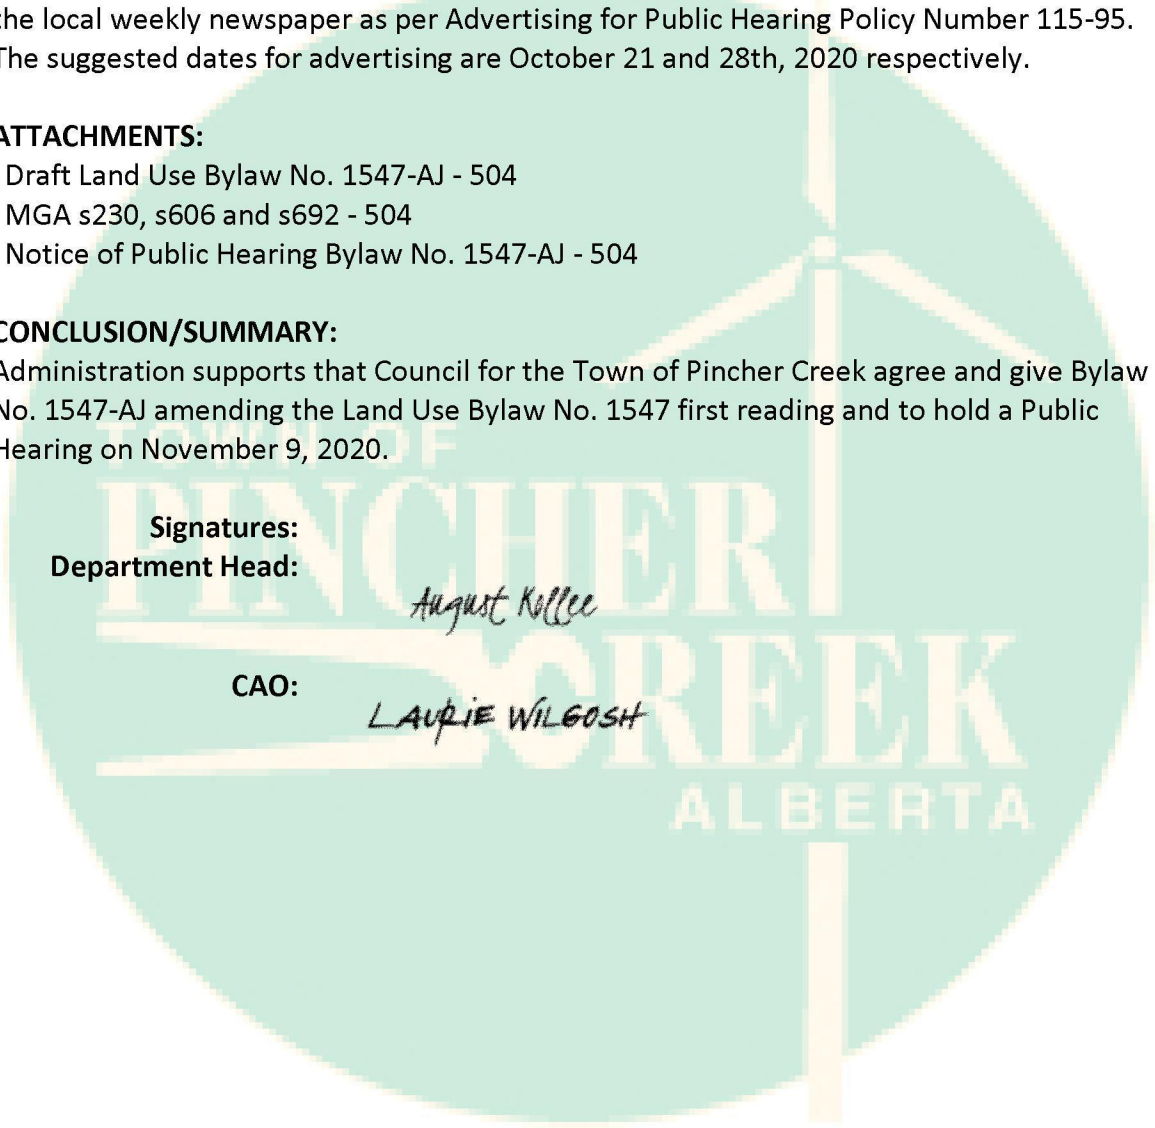 the local weekly newspaper as per Advertising for Public Hearing Policy Number 115-95.
The suggested dates for advertising are October 21 and 28th, 2020 respectively.
ATTACHMENTS:
Draft Land Use Bylaw No. 1547-AJ - 504
MGA s230, s606 and s692 - 504
Notice of Public Hearing Bylaw No. 1547-AJ - 504
CONCLUSION/SUMMARY:
Administration supports that Council for the Town of Pincher Creek agree and give Bylaw
No. 1547-AJ amending the Land Use Bylaw No. 1547 first reading and to hold a Public
Hearing on November 9, 2020.
TOWN OF
PINCHER
CREEK
ALBERTA
Signatures:
Department Head:
August Kollee
CAO:
LAURIE WILGOSH